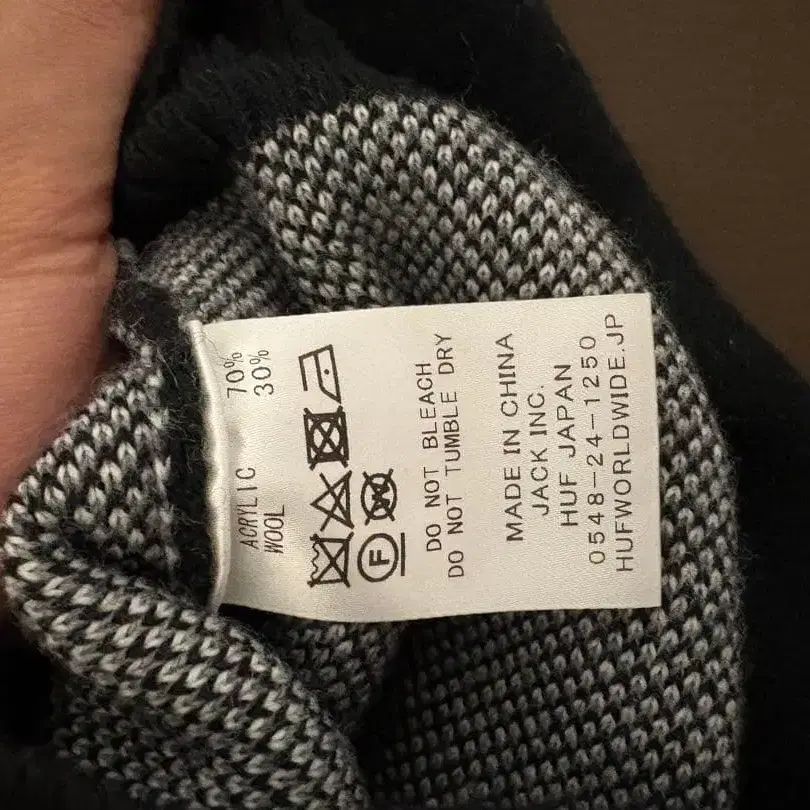 ACRYLIC 70%
WOOL 30%
F
DO NOT BLEACH
DO NOT TUMBLE DRY
MADE IN CHINA
JACK INC.
HUF JAPAN
0548-24-1250
HUFWORLDWIDE.JP